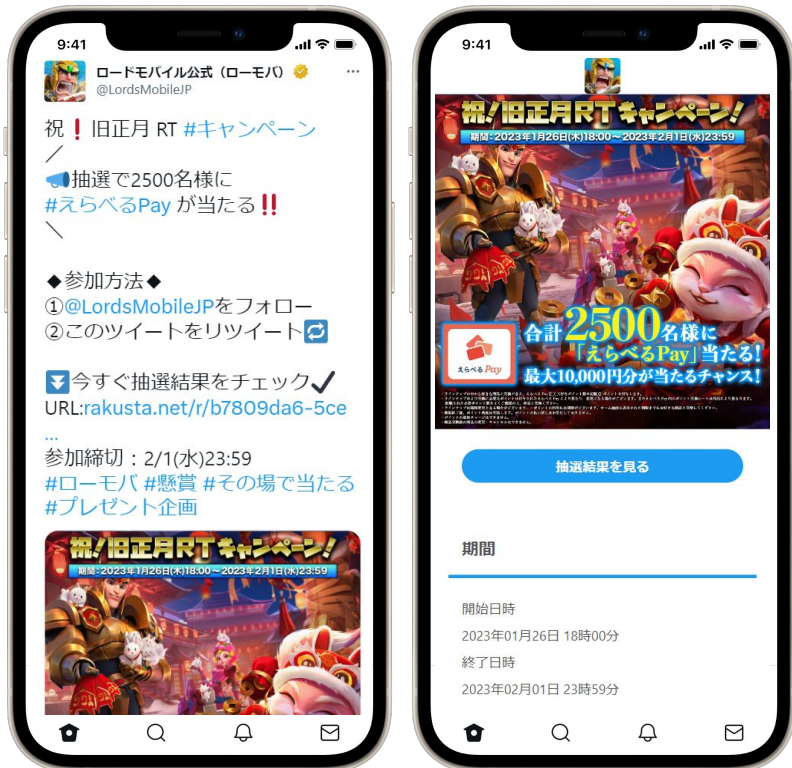 9:41
ロードモバイル公式（ローモバ）
@LordsMobileJP
祝❗旧正月 RT #キャンペーン
／
📢抽選で2500名様に
#えらべるPay が当たる‼
＼
◆参加方法◆
①@LordsMobileJPをフォロー
②このツイートをリツイート🔁
⏬今すぐ抽選結果をチェック✔
URL:rakusta.net/r/b7809da6-5ce
...
参加締切：2/1(水)23:59
#ローモバ #懸賞 #その場で当たる
#プレゼント企画
祝!旧正月RTキャンペーン!
期間:2023年1月26日(木)18:00～2023年2月1日(水)23:59
9:41
祝!旧正月RTキャンペーン!
期間:2023年1月26日(木)18:00～2023年2月1日(水)23:59
えらべるPay
合計2500名様に
「えらべるPay」当たる!
最大10,000円分が当たるチャンス!
抽選結果を見る
期間
開始日時
2023年01月26日 18時00分
終了日時
2023年02月01日 23時59分